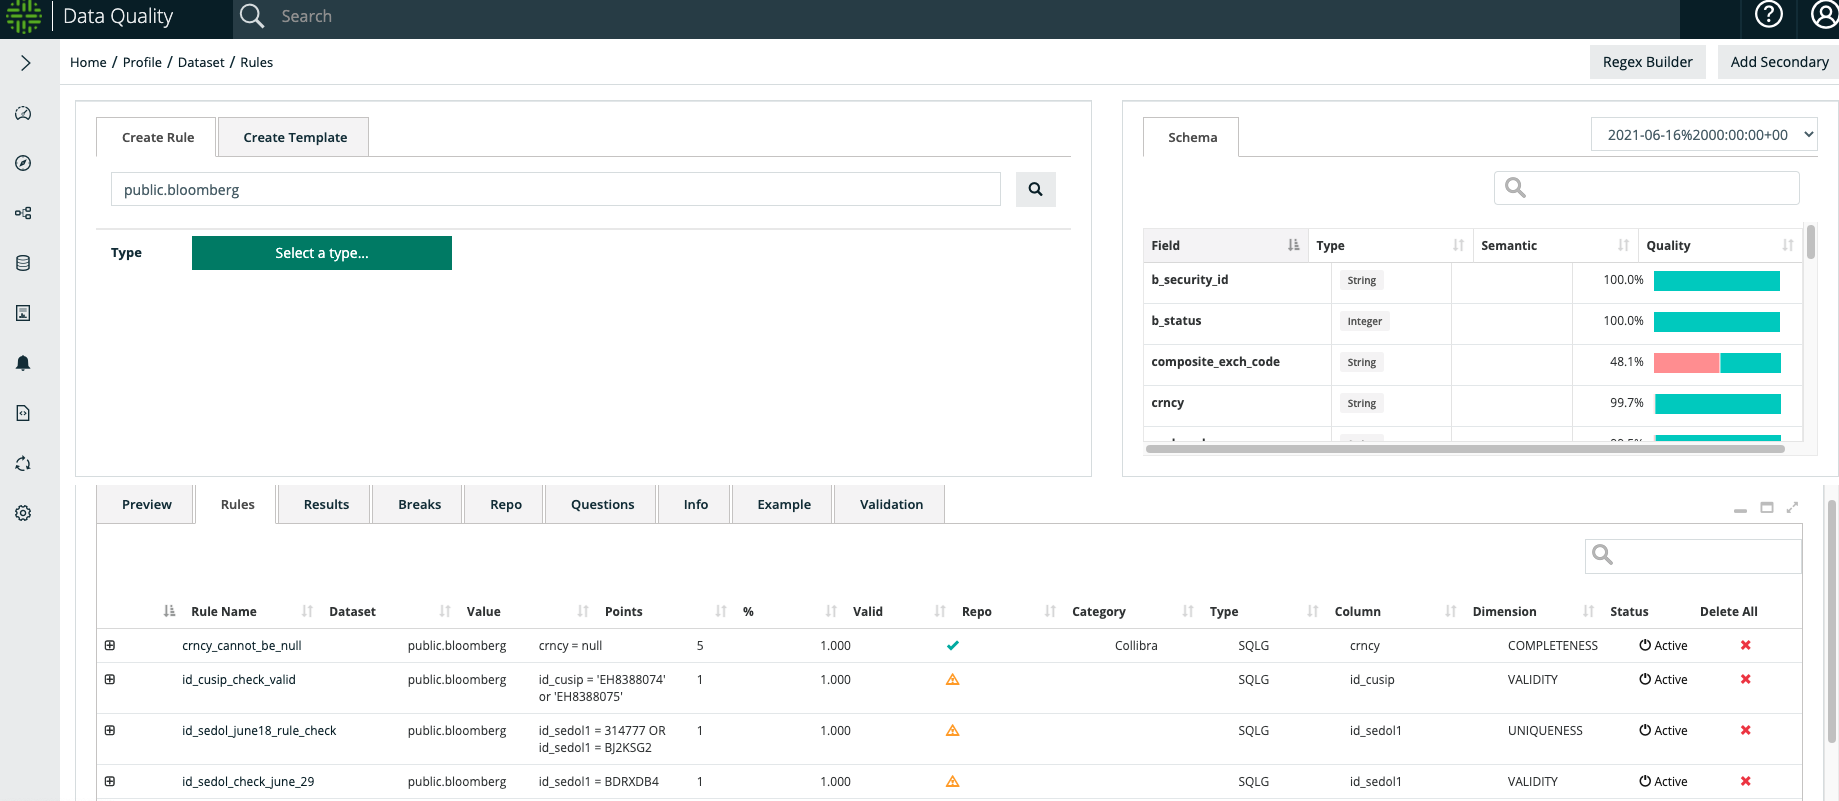 Data Quality
Search
Home / Profile / Dataset / Rules
Regex Builder
Add Secondary
Create Rule
Create Template
public.bloomberg
Type
Select a type...
Schema
2021-06-16%2000:00:00+00
Field Type Semantic Quality
b_security_id String 100.0%
b_status Integer 100.0%
composite_exch_code String 48.1%
crncy String 99.7%
Preview Rules Results Breaks Repo Questions Info Example Validation
Rule Name Dataset Value Points % Valid Repo Category Type Column Dimension Status Delete All
crncy_cannot_be_null public.bloomberg crncy = null 5 1.000 Collibra SQLG crncy COMPLETENESS Active
id_cusip_check_valid public.bloomberg id_cusip = 'EH8388074' 1 1.000 SQLG id_cusip VALIDITY Active
or 'EH8388075'
id_sedol_june18_rule_check public.bloomberg id_sedol1 = 314777 OR 1 1.000 SQLG id_sedol1 UNIQUENESS Active
id_sedol1 = BJ2KSG2
id_sedol_check_june_29 public.bloomberg id_sedol1 = BDRXDB4 1 1.000 SQLG id_sedol1 VALIDITY Active